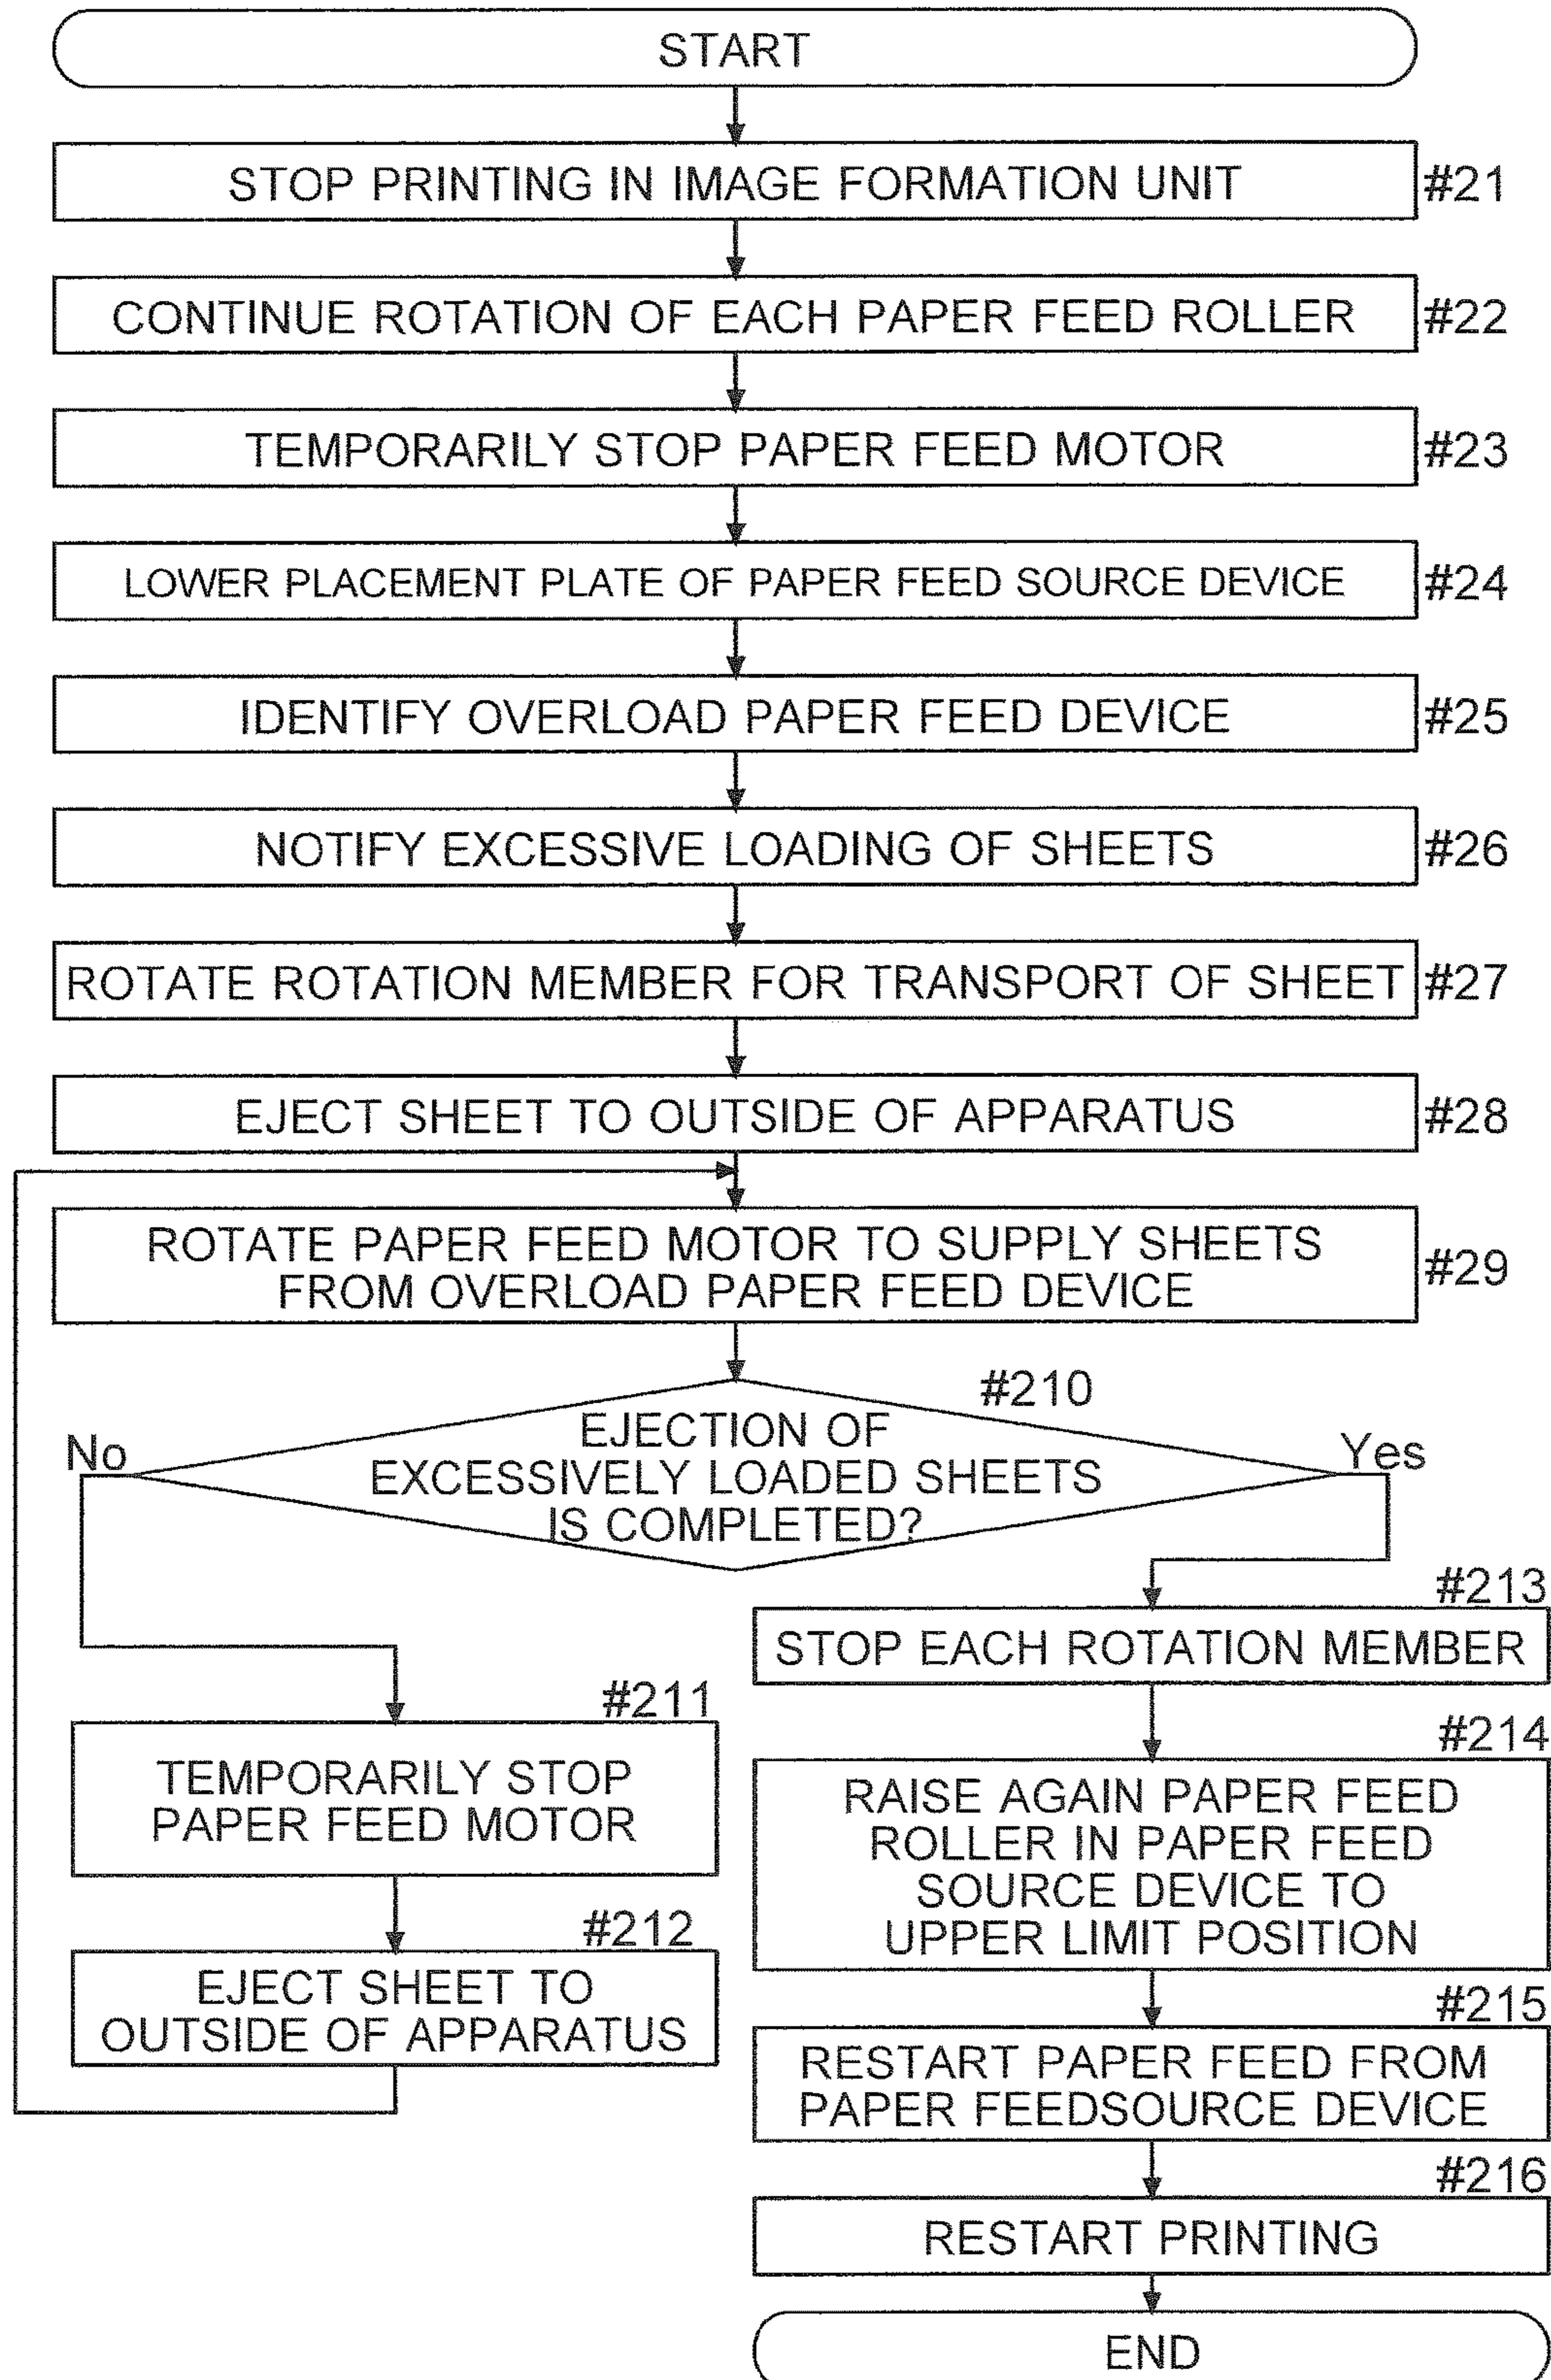 START
STOP PRINTING IN IMAGE FORMATION UNIT #21
CONTINUE ROTATION OF EACH PAPER FEED ROLLER #22
TEMPORARILY STOP PAPER FEED MOTOR #23
LOWER PLACEMENT PLATE OF PAPER FEED SOURCE DEVICE #24
IDENTIFY OVERLOAD PAPER FEED DEVICE #25
NOTIFY EXCESSIVE LOADING OF SHEETS #26
ROTATE ROTATION MEMBER FOR TRANSPORT OF SHEET #27
EJECT SHEET TO OUTSIDE OF APPARATUS #28
ROTATE PAPER FEED MOTOR TO SUPPLY SHEETS
FROM OVERLOAD PAPER FEED DEVICE
#29
#210
EJECTION OF
EXCESSIVELY LOADED SHEETS
IS COMPLETED?
No
Yes
#211
TEMPORARILY STOP
PAPER FEED MOTOR
#212
EJECT SHEET TO
OUTSIDE OF APPARATUS
#213
STOP EACH ROTATION MEMBER
#214
RAISE AGAIN PAPER FEED
ROLLER IN PAPER FEED
SOURCE DEVICE TO
UPPER LIMIT POSITION
#215
RESTART PAPER FEED FROM
PAPER FEEDSOURCE DEVICE
#216
RESTART PRINTING
END